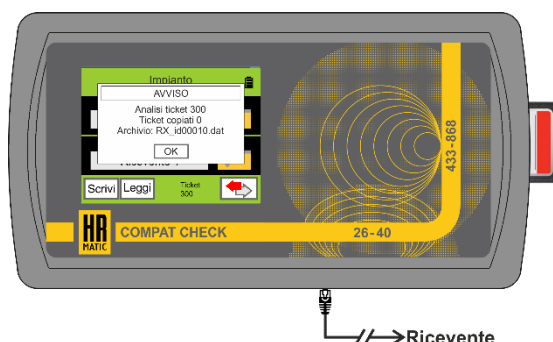 Impianto
AVVISO
Analisi ticket 300
Ticket copiati 0
Archivio: RX_id00010.dat
OK
Scrivi
Leggi
Ticket
300
433-868
HR
MATIC
COMPAT CHECK
26-40
Ricevente